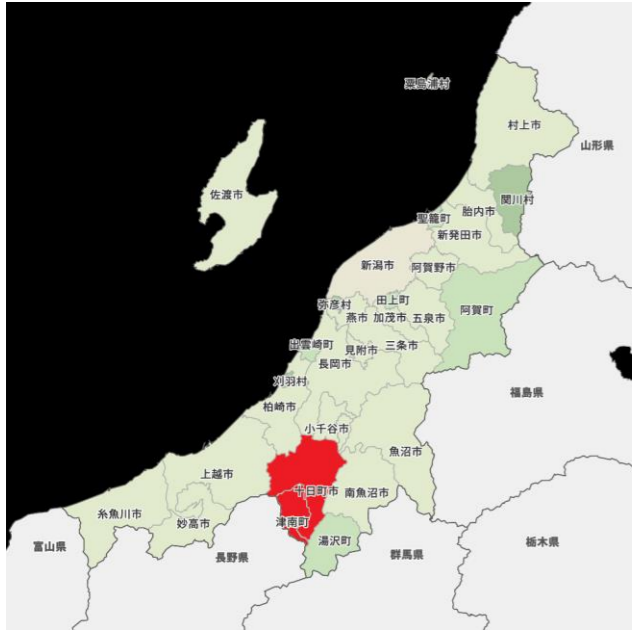 粟島浦村
村上市
山形県
佐渡市
関川村
胎内市
聖籠町
新発田市
新潟市
阿賀野市
弥彦村
田上町
阿賀町
燕市
加茂市
五泉市
出雲崎町
見附市
三条市
長岡市
刈羽村
福島県
柏崎市
小千谷市
魚沼市
上越市
十日町市
南魚沼市
糸魚川市
妙高市
津南町
湯沢町
富山県
長野県
群馬県
栃木県